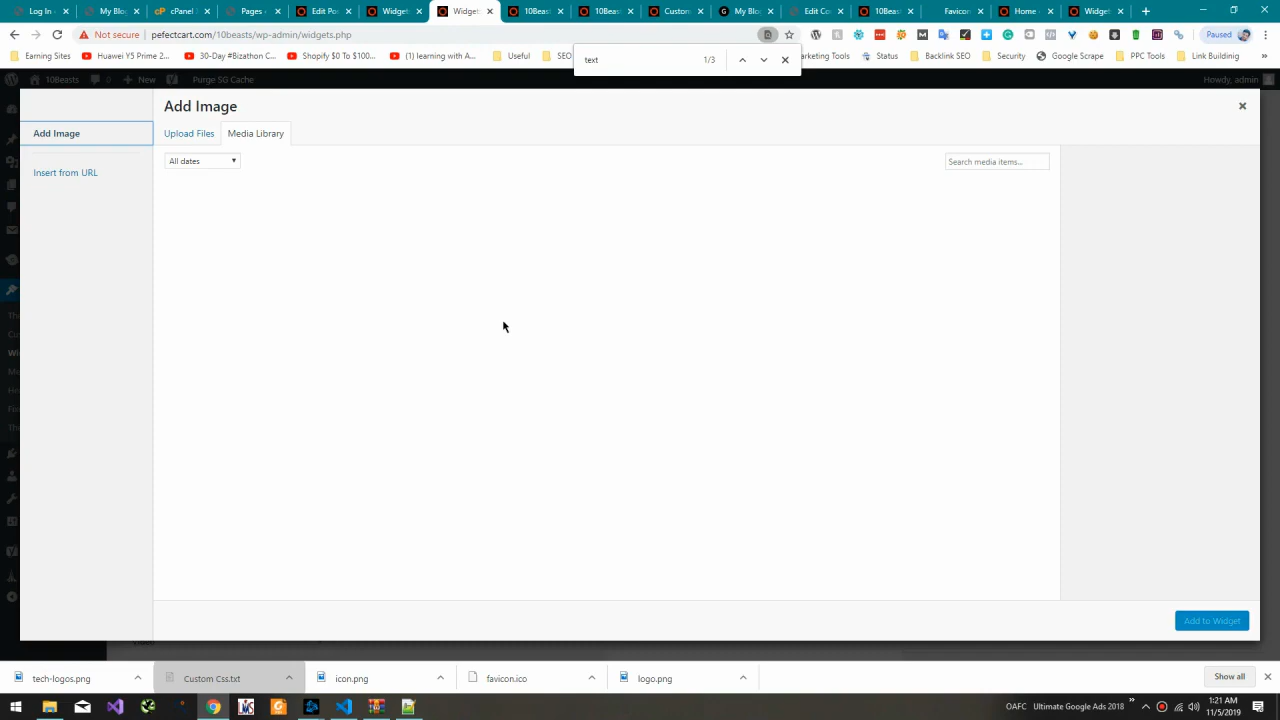 Log In
My Blo
cPanel
Pages
Edit Po
Widget
Widget
10Beas
10Beas
Custom
My Blo
Edit Co
10Beas
Favicon
Home
Widget
Not secure
pefectcart.com/10beasts/wp-admin/widgets.php
Paused
Earning Sites
Huawei Y5 Prime 2...
30-Day #Bizathon C...
Shopify $0 To $100...
(1) learning with A...
Useful
SEO
text
1/3
arketing Tools
Status
Backlink SEO
Security
Google Scrape
PPC Tools
Link Building
10Beasts
0
New
Purge SG Cache
Howdy, admin
Add Image
Add Image
Upload Files
Media Library
All dates
Search media items...
Insert from URL
Add to Widget
tech-logos.png
Custom Css.txt
icon.png
favicon.ico
logo.png
Show all
OAFC
Ultimate Google Ads 2018
1:21 AM
11/5/2019